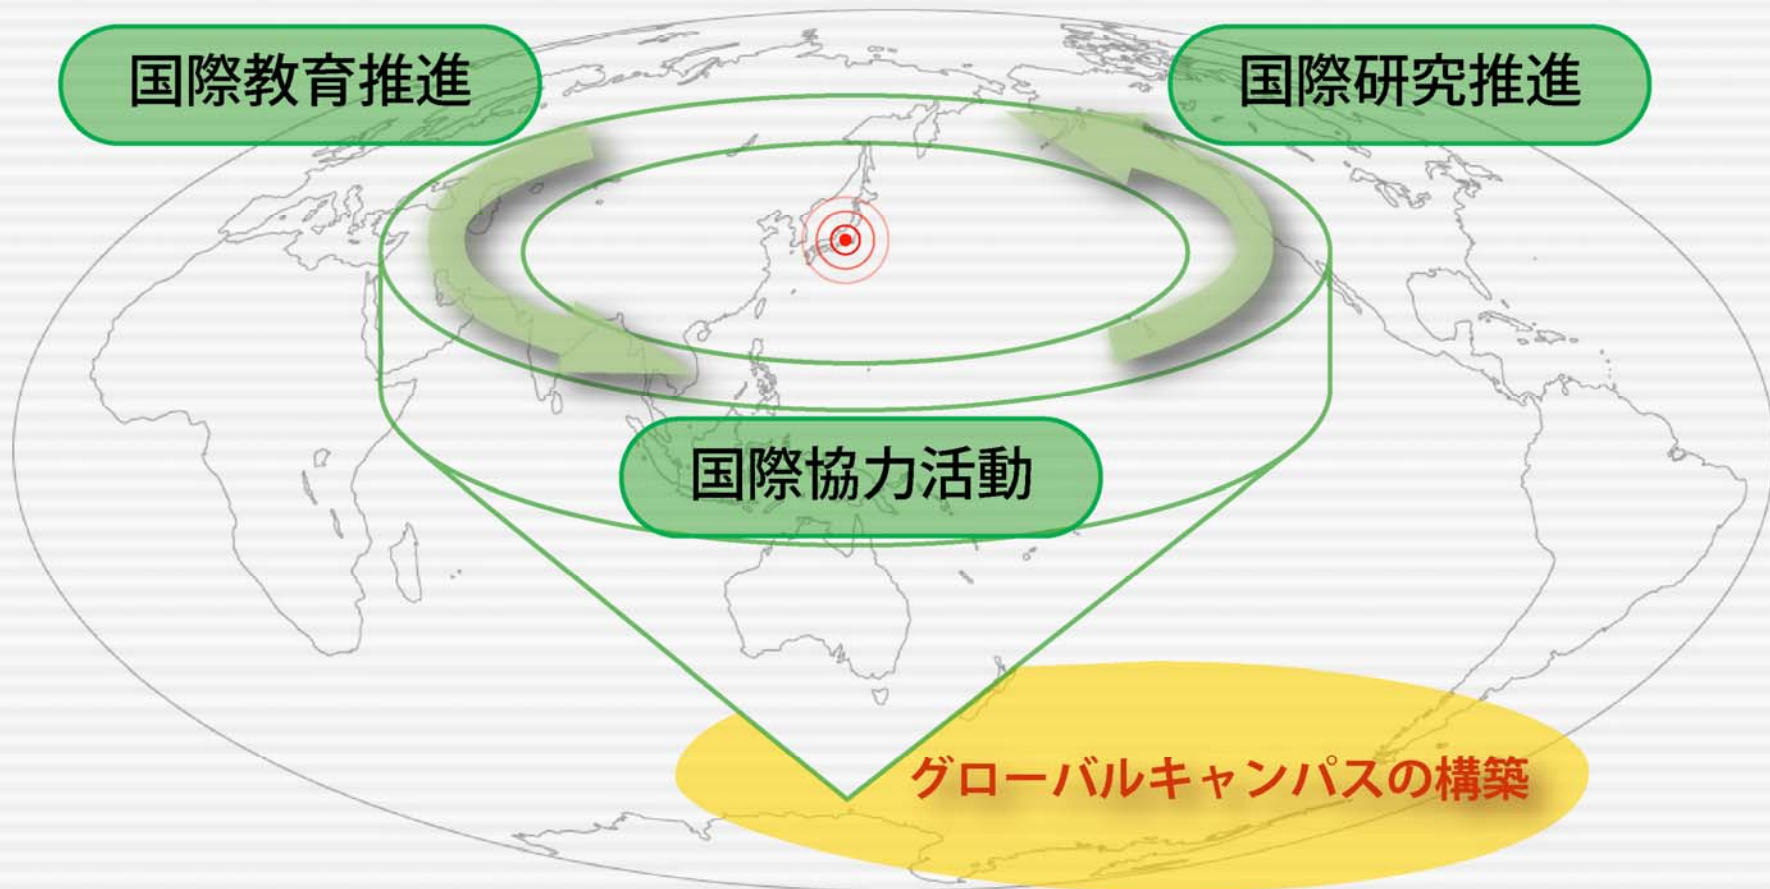 国際教育推進
国際研究推進
国際協力活動
グローバルキャンパスの構築